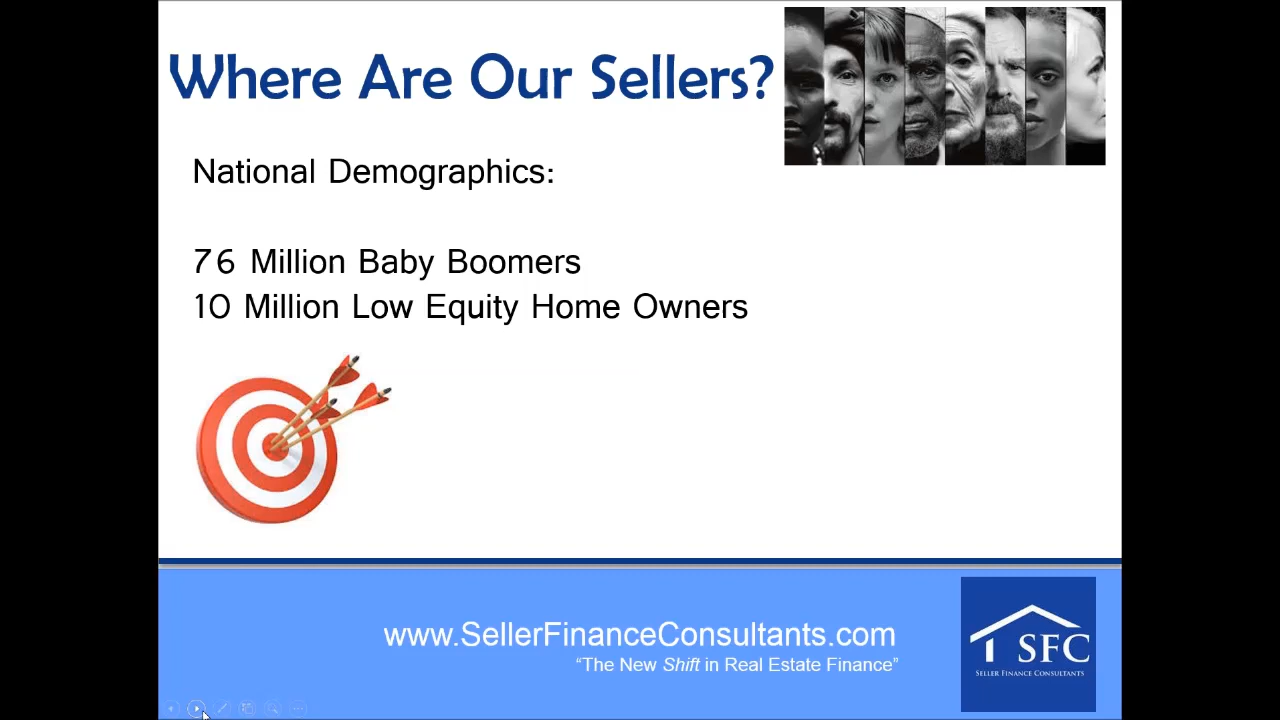 Where Are Our Sellers?
National Demographics:
76 Million Baby Boomers
10 Million Low Equity Home Owners
www.SellerFinanceConsultants.com
“The New Shift in Real Estate Finance”
SFC
SELLER FINANCE CONSULTANTS